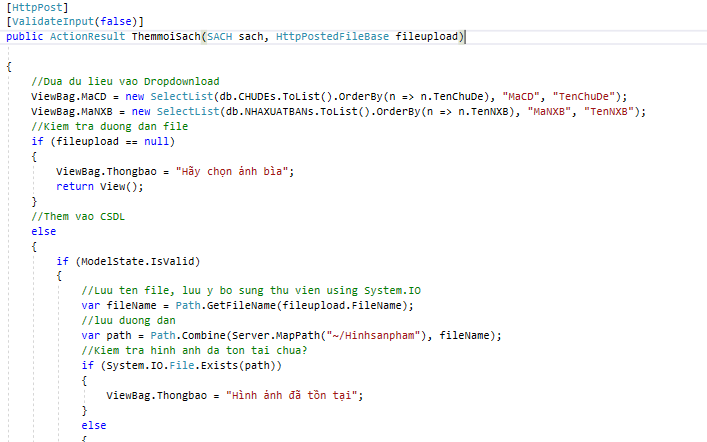 [HttpPost]
[ValidateInput(false)]
public ActionResult ThemmoiSach(SACH sach, HttpPostedFileBase fileupload)
{
//Dua du lieu vao Dropdownload
ViewBag.MaCD = new SelectList(db.CHUDEs.ToList().OrderBy(n => n.TenChuDe), "MaCD", "TenChuDe");
ViewBag.MaNXB = new SelectList(db.NHAXUATBANs.ToList().OrderBy(n => n.TenNXB), "MaNXB", "TenNXB");
//Kiem tra duong dan file
if (fileupload == null)
{
ViewBag.Thongbao = "Hãy chọn ảnh bìa";
return View();
}
//Them vao CSDL
else
{
if (ModelState.IsValid)
{
//Luu ten file, luu y bo sung thu vien using System.IO
var fileName = Path.GetFileName(fileupload.FileName);
//luu duong dan
var path = Path.Combine(Server.MapPath("~/Hinhsanpham"), fileName);
//Kiem tra hinh anh da ton tai chua?
if (System.IO.File.Exists(path))
{
ViewBag.Thongbao = "Hình ảnh đã tồn tại";
}
else
{